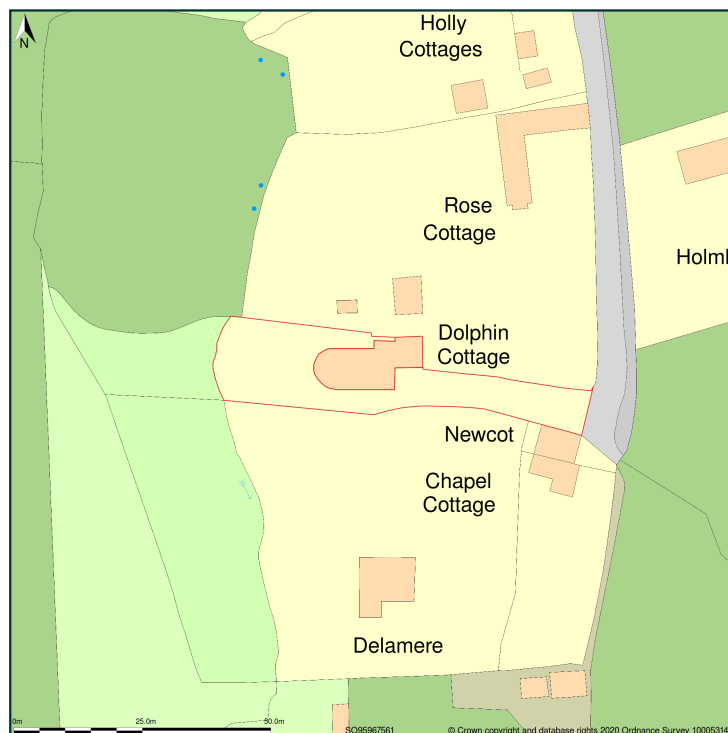 N
Holly
Cottages
Rose
Cottage
Holml
Dolphin
Cottage
Newcot
Chapel
Cottage
Delamere
0m
25.0m
50.0m
SO95967561
© Crown copyright and database rights 2020 Ordnance Survey 10005314